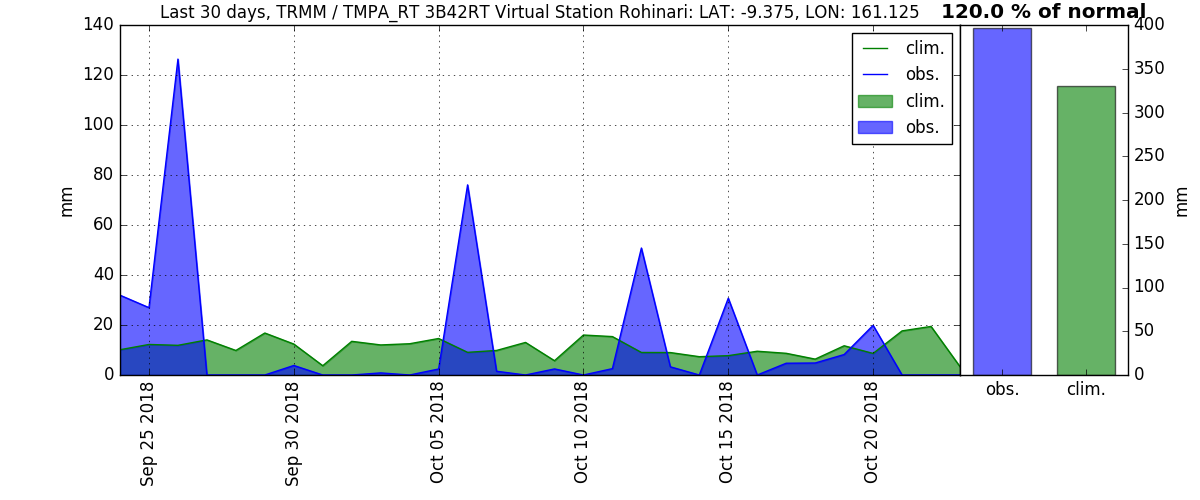 Last 30 days, TRMM / TMPA_RT 3B42RT Virtual Station Rohinari: LAT: -9.375, LON: 161.125
120.0 % of normal
140
120
100
80
60
40
20
0
mm
clim.
obs.
clim.
obs.
Sep 25 2018
Sep 30 2018
Oct 05 2018
Oct 10 2018
Oct 15 2018
Oct 20 2018
400
350
300
250
200
150
100
50
0
mm
obs.
clim.